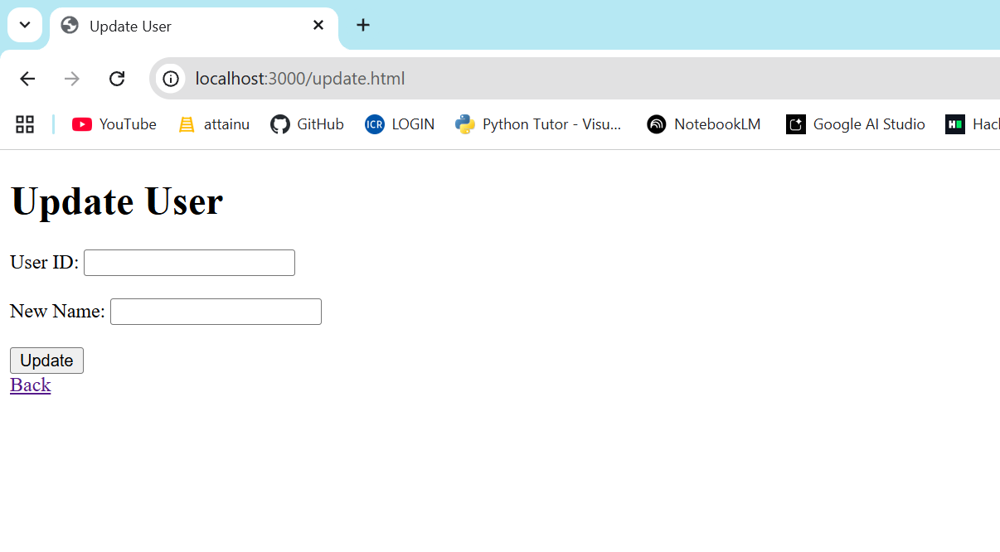 Update User
localhost:3000/update.html
YouTube attainu GitHub ICR LOGIN Python Tutor - Visu... NotebookLM Google AI Studio H Hac
Update User
User ID:
New Name:
Update
Back